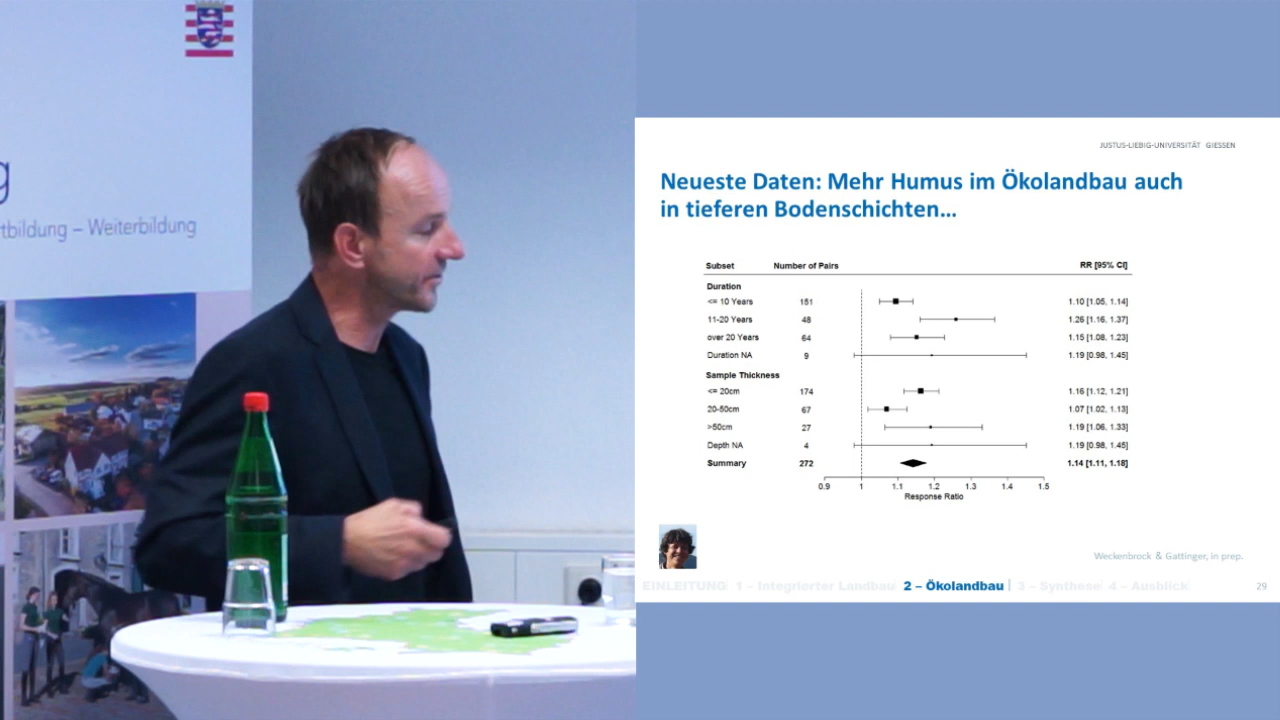 g
tbildung – Weiterbildung
JUSTUS-LIEBIG-UNIVERSITÄT GIESSEN
Neueste Daten: Mehr Humus im Ökolandbau auch
in tieferen Bodenschichten...
Subset Number of Pairs RR [95% CI]
Duration
<= 10 Years 151 1.10 [1.05, 1.14]
11-20 Years 48 1.26 [1.16, 1.37]
over 20 Years 64 1.15 [1.08, 1.23]
Duration NA 9 1.19 [0.98, 1.45]
Sample Thickness
<= 20cm 174 1.16 [1.12, 1.21]
20-50cm 67 1.07 [1.02, 1.13]
>50cm 27 1.19 [1.06, 1.33]
Depth NA 4 1.19 [0.98, 1.45]
Summary 272 1.14 [1.11, 1.18]
0.9 1 1.1 1.2 1.3 1.4 1.5
Response Ratio
Weckenbrock & Gattinger, in prep.
EINLEITUNG| 1 – Integrierter Landbau| 2 – Ökolandbau | 3 – Synthese| 4 – Ausblick 29